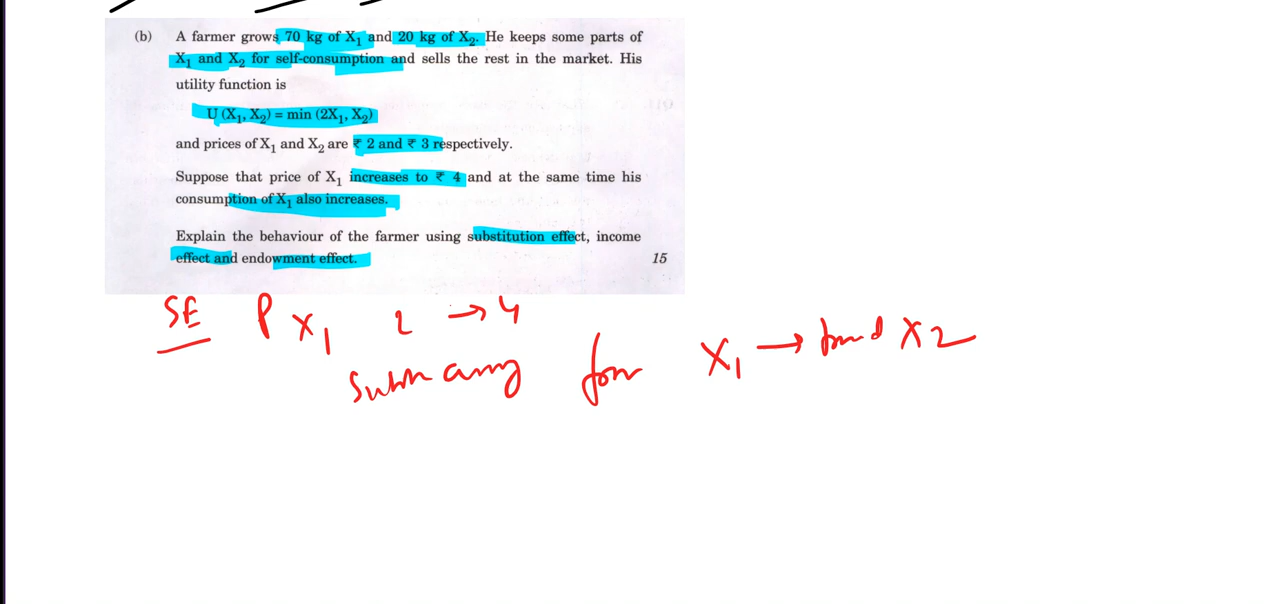 (b) A farmer grows 70 kg of X₁ and 20 kg of X₂. He keeps some parts of
X₁ and X₂ for self-consumption and sells the rest in the market. His
utility function is
U (X₁, X₂) = min (2X₁, X₂)
and prices of X₁ and X₂ are ₹ 2 and ₹ 3 respectively.
Suppose that price of X₁ increases to ₹ 4 and at the same time his
consumption of X₁ also increases.
Explain the behaviour of the farmer using substitution effect, income
effect and endowment effect. 15
SE P X₁ 2 → 4
away from X₁ → X2